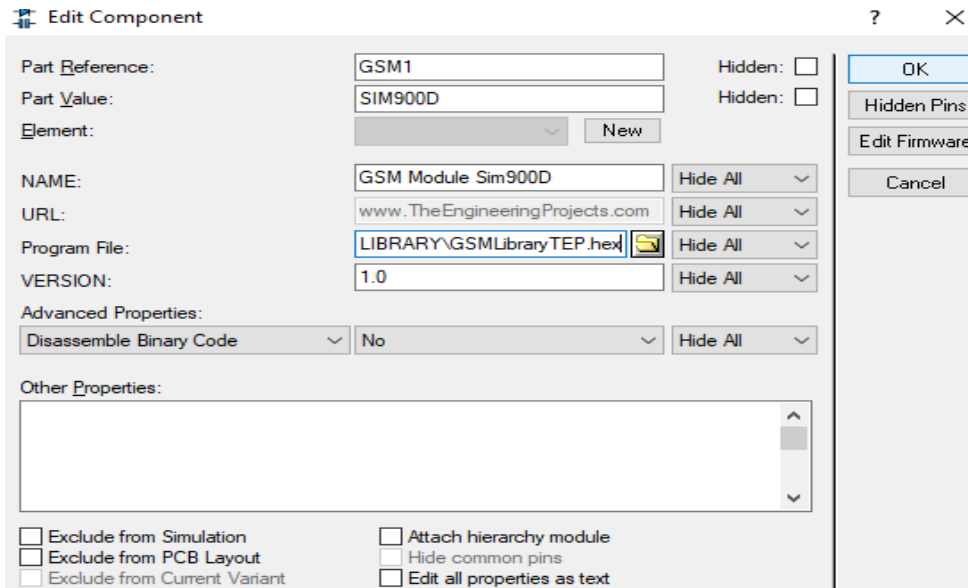 Edit Component ? ×
Part Reference: GSM1 Hidden: OK
Part Value: SIM900D Hidden: Hidden Pins
Element: New Edit Firmware
NAME: GSM Module Sim900D Hide All Cancel
URL: www.TheEngineeringProjects.com Hide All
Program File: LIBRARY\GSMLibraryTEP.hex Hide All
VERSION: 1.0 Hide All
Advanced Properties:
Disassemble Binary Code No Hide All
Other Properties:
Exclude from Simulation Attach hierarchy module
Exclude from PCB Layout Hide common pins
Exclude from Current Variant Edit all properties as text